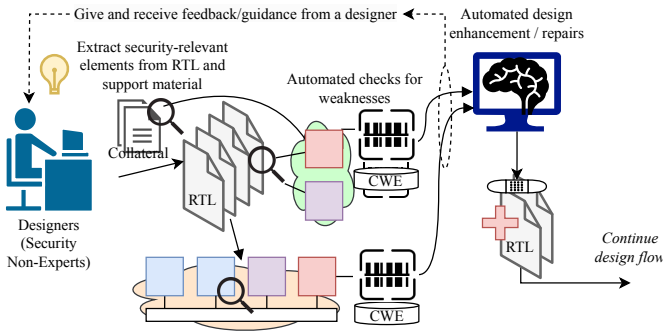 Give and receive feedback/guidance from a designer
Automated design
enhancement / repairs
Extract security-relevant
elements from RTL and
support material
Automated checks for
weaknesses
Collateral
RTL
CWE
Designers
(Security
Non-Experts)
RTL
Continue
design flow
CWE